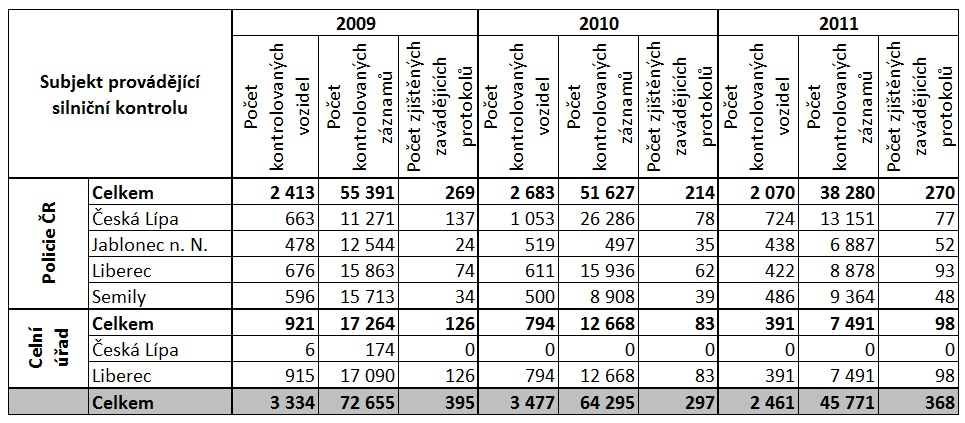 2009 2010 2011
Subjekt provádějící
silniční kontrolu
Počet
kontrolovaných
vozidel
Počet
kontrolovaných
záznamů
Počet zjištěných
zavádějících
protokolů
Počet
kontrolovaných
vozidel
Počet
kontrolovaných
záznamů
Počet zjištěných
zavádějících
protokolů
Počet
kontrolovaných
vozidel
Počet
kontrolovaných
záznamů
Počet zjištěných
zavádějících
protokolů
Policie ČR
Celkem 2 413 55 391 269 2 683 51 627 214 2 070 38 280 270
Česká Lípa 663 11 271 137 1 053 26 286 78 724 13 151 77
Jablonec n. N. 478 12 544 24 519 497 35 438 6 887 52
Liberec 676 15 863 74 611 15 936 62 422 8 878 93
Semily 596 15 713 34 500 8 908 39 486 9 364 48
Celní
úřad
Celkem 921 17 264 126 794 12 668 83 391 7 491 98
Česká Lípa 6 174 0 0 0 0 0 0 0
Liberec 915 17 090 126 794 12 668 83 391 7 491 98
Celkem 3 334 72 655 395 3 477 64 295 297 2 461 45 771 368